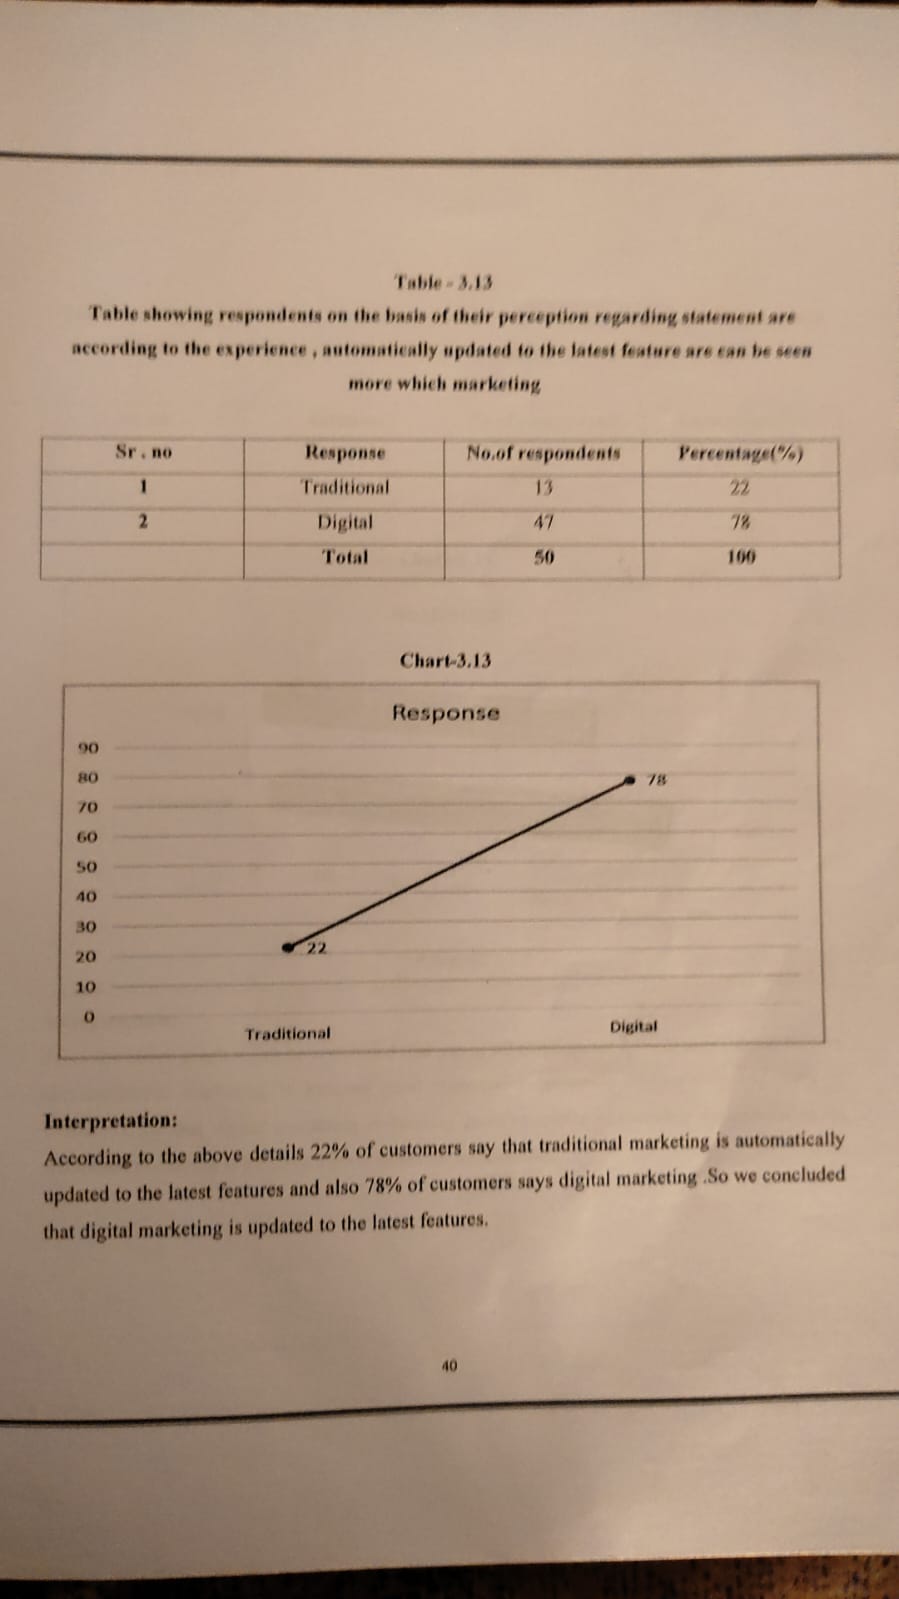 Table - 3.13
Table showing respondents on the basis of their perception regarding statement are
according to the experience , automatically updated to the latest feature are can be seen
more which marketing
Sr . no Response No.of respondents Percentage(%)
1 Traditional 13 22
2 Digital 47 78
Total 50 100
Chart-3.13
Response
90
80
78
70
60
50
40
30
22
20
10
0
Traditional Digital
Interpretation:
According to the above details 22% of customers say that traditional marketing is automatically
updated to the latest features and also 78% of customers says digital marketing .So we concluded
that digital marketing is updated to the latest features.
40